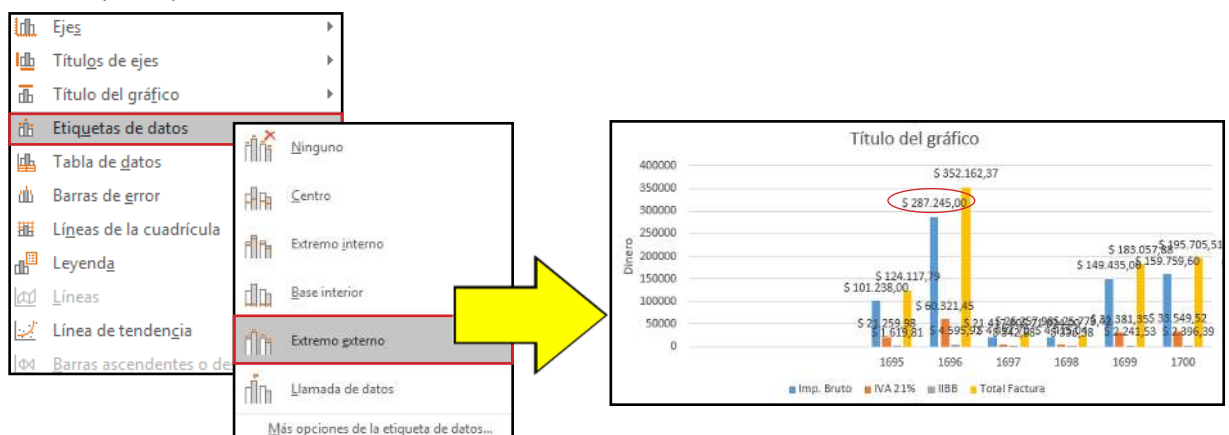 Ejes
Títulos de ejes
Título del gráfico
Etiquetas de datos
Tabla de datos
Barras de error
Líneas de la cuadrícula
Leyenda
Líneas
Línea de tendencia
Barras ascendentes o de
Ninguno
Centro
Extremo interno
Base interior
Extremo externo
Llamada de datos
Más opciones de la etiqueta de datos...
Título del gráfico
Dinero
400000
350000
300000
250000
200000
150000
100000
50000
0
$ 352.162,37
$ 287.245,00
$ 183.057,88
$ 195.705,51
$ 149.435,00
$ 159.759,60
$ 124.117,79
$ 101.238,00
$ 60.321,45
$ 21.259,98
$ 1.619,81
$ 4.595,92
$ 31.381,35
$ 33.549,52
$ 2.241,53
$ 2.396,39
1695 1696 1697 1698 1699 1700
Imp. Bruto IVA 21% IIBB Total Factura